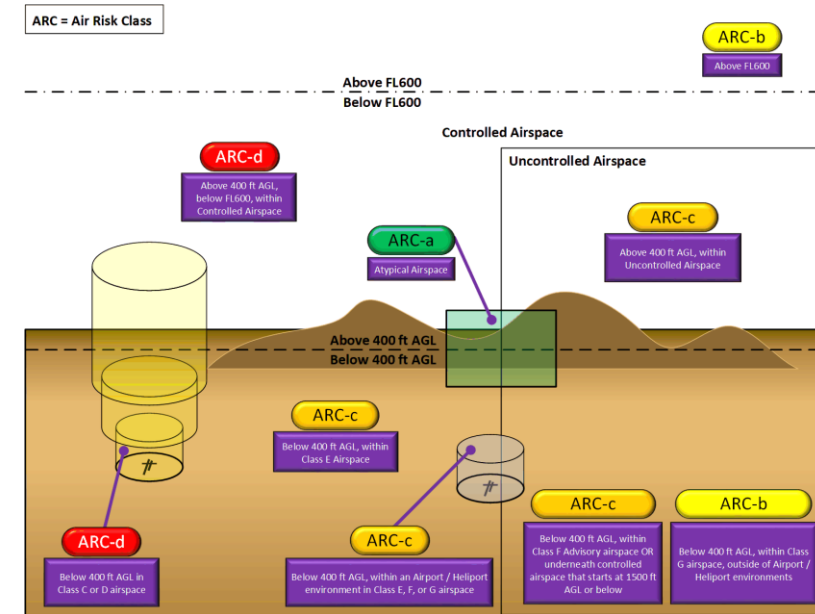 ARC = Air Risk Class
ARC-b
Above FL600
Above FL600
Below FL600
Controlled Airspace
Uncontrolled Airspace
ARC-d
Above 400 ft AGL,
below FL600, within
Controlled Airspace
ARC-a
Atypical Airspace
ARC-c
Above 400 ft AGL, within
Uncontrolled Airspace
Above 400 ft AGL
Below 400 ft AGL
ARC-c
Below 400 ft AGL, within
Class E Airspace
ARC-d
Below 400 ft AGL in
Class C or D airspace
ARC-c
Below 400 ft AGL, within an Airport / Heliport
environment in Class E, F, or G airspace
ARC-c
Below 400 ft AGL, within
Class F Advisory airspace OR
underneath controlled
airspace that starts at 1500 ft
AGL or below
ARC-b
Below 400 ft AGL, within Class
G airspace, outside of Airport /
Heliport environments